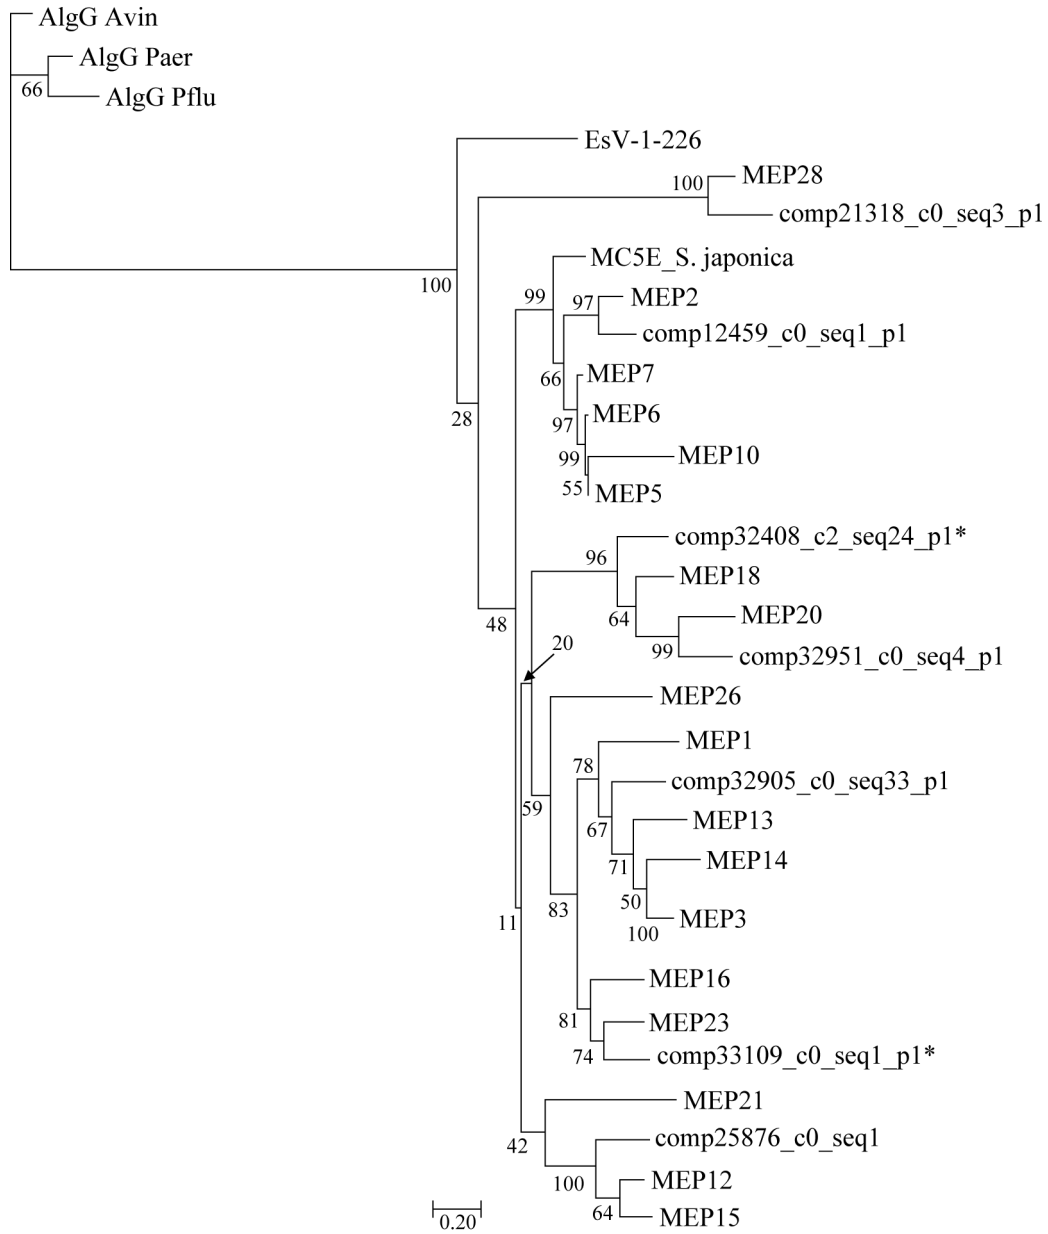 AlgG Avin
AlgG Paer
66
AlgG Pflu
EsV-1-226
100
MEP28
comp21318_c0_seq3_p1
MC5E_S. japonica
100
99
97
MEP2
comp12459_c0_seq1_p1
66
MEP7
28
97
MEP6
99
MEP10
55
MEP5
comp32408_c2_seq24_p1*
96
MEP18
48
64
MEP20
20
99
comp32951_c0_seq4_p1
MEP26
MEP1
78
comp32905_c0_seq33_p1
59
67
MEP13
71
MEP14
11
83
50
MEP3
100
MEP16
81
MEP23
74
comp33109_c0_seq1_p1*
MEP21
42
comp25876_c0_seq1
100
MEP12
64
MEP15
0.20